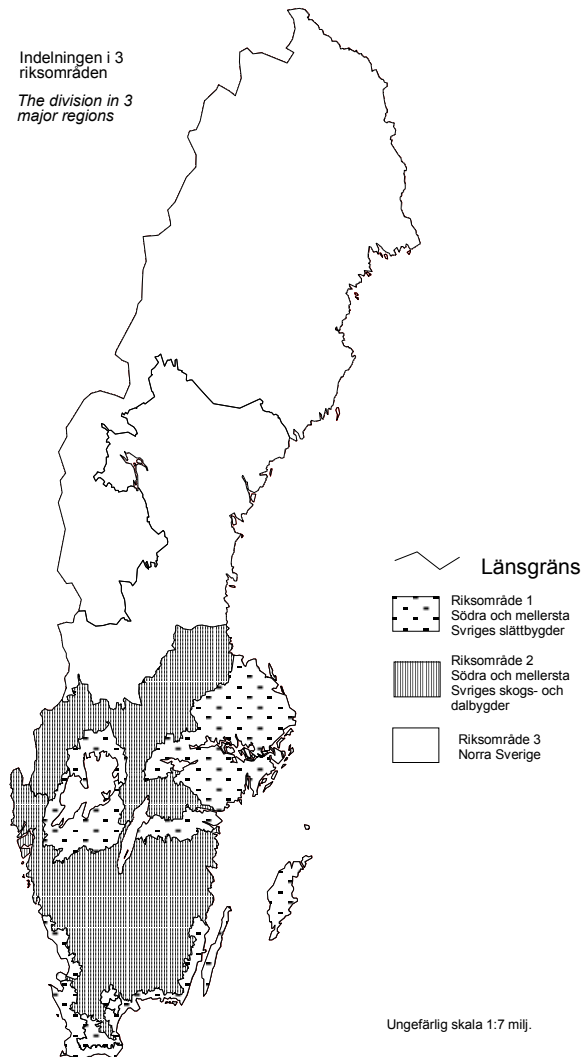 Indelningen i 3
riksområden
The division in 3
major regions
Länsgräns
Riksområde 1
Södra och mellersta
Svriges slättbygder
Riksområde 2
Södra och mellersta
Svriges skogs- och
dalbygder
Riksområde 3
Norra Sverige
Ungefärlig skala 1:7 milj.